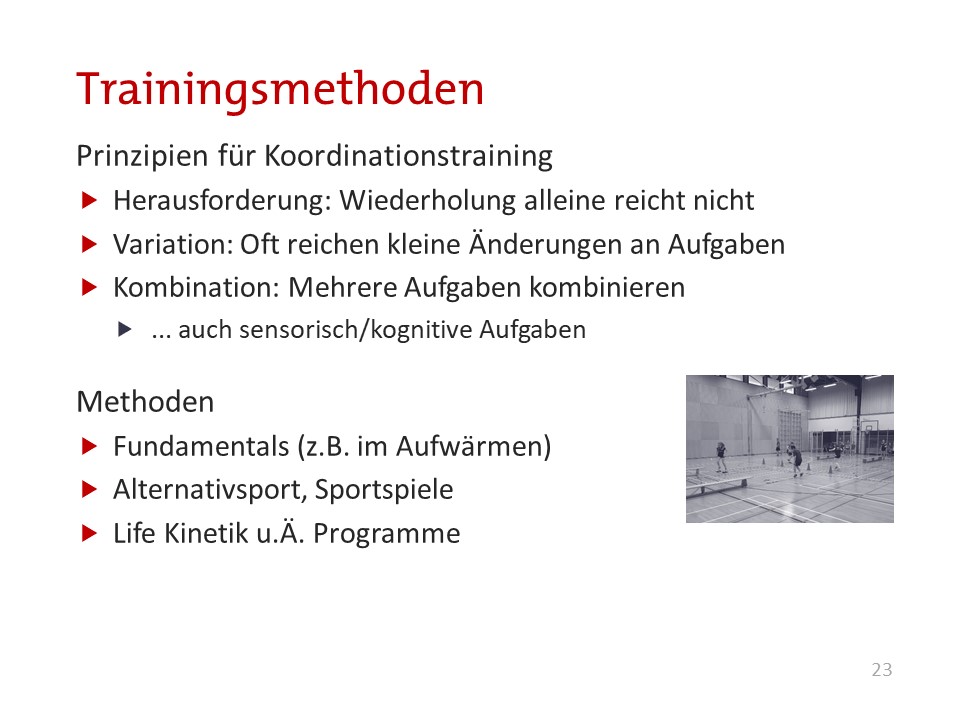 Trainingsmethoden
Prinzipien für Koordinationstraining
Herausforderung: Wiederholung alleine reicht nicht
Variation: Oft reichen kleine Änderungen an Aufgaben
Kombination: Mehrere Aufgaben kombinieren
... auch sensorisch/kognitive Aufgaben
Methoden
Fundamentals (z.B. im Aufwärmen)
Alternativsport, Sportspiele
Life Kinetik u.Ä. Programme
23